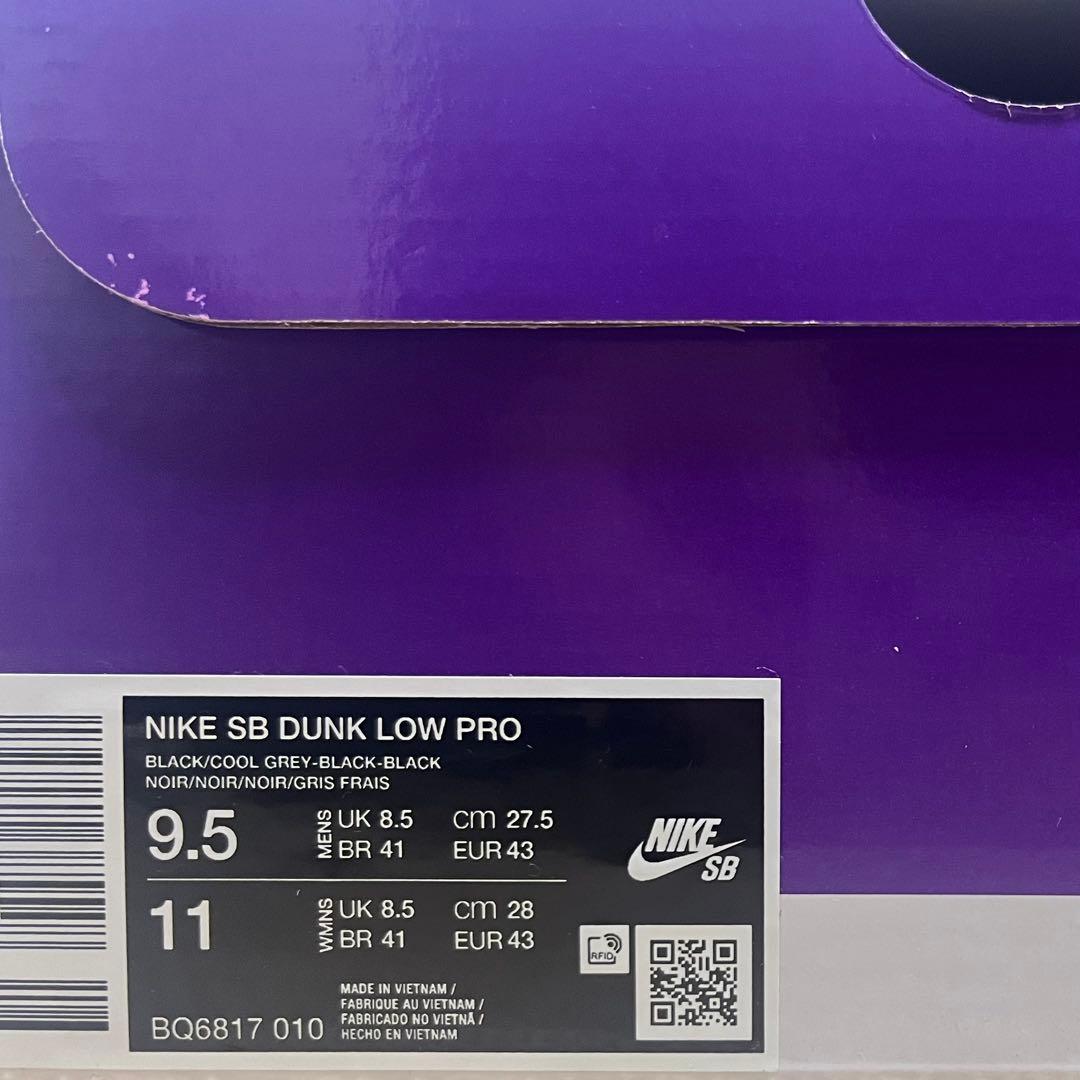 NIKE SB DUNK LOW PRO
BLACK/COOL GREY-BLACK-BLACK
NOIR/NOIR/NOIR/GRIS FRAIS
9.5 MENS UK 8.5 cm 27.5
BR 41 EUR 43
NIKE
SB
11 WMNS UK 8.5 cm 28
BR 41 EUR 43
RFID
MADE IN VIETNAM /
FABRIQUE AU VIETNAM /
FABRICADO NO VIETNÃ /
HECHO EN VIETNAM
BQ6817 010